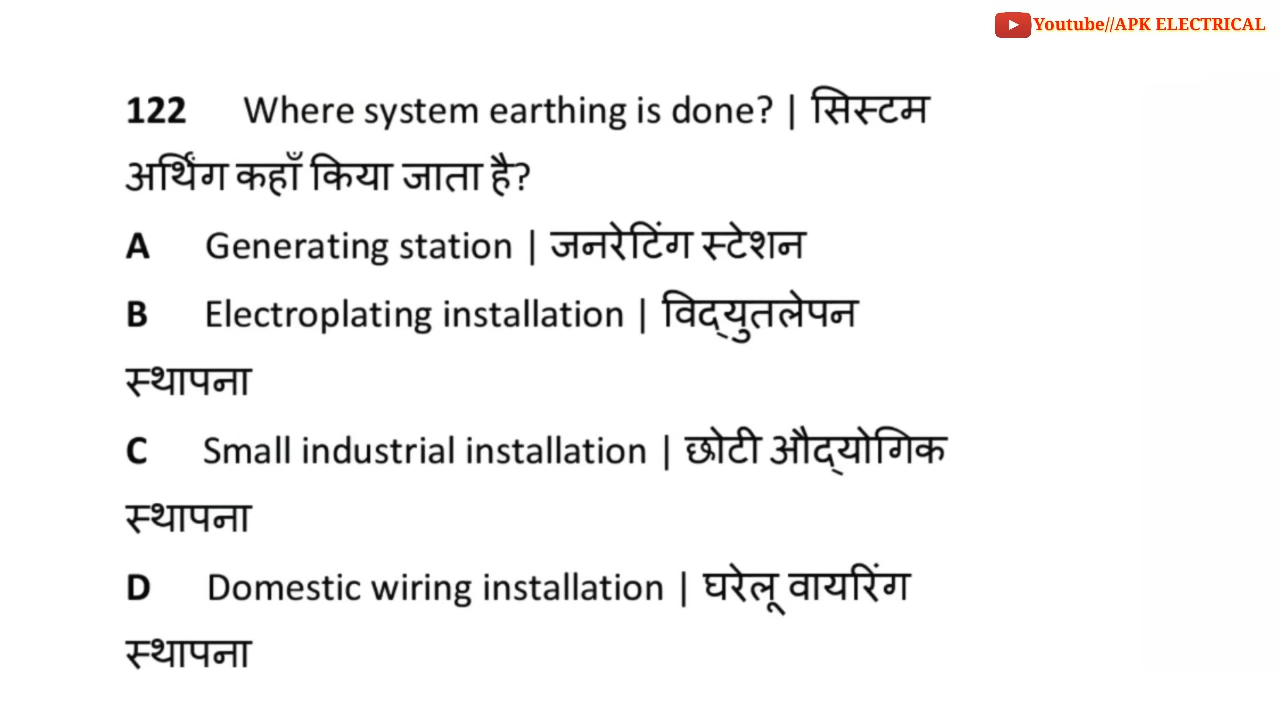 Youtube//APK ELECTRICAL
122 Where system earthing is done? | सिस्टम
अर्थिंग कहाँ किया जाता है?
A Generating station | जनरेटिंग स्टेशन
B Electroplating installation | विद्‌युतलेपन
स्थापना
C Small industrial installation | छोटी औद्‌योगिक
स्थापना
D Domestic wiring installation | घरेलू वायरिंग
स्थापना